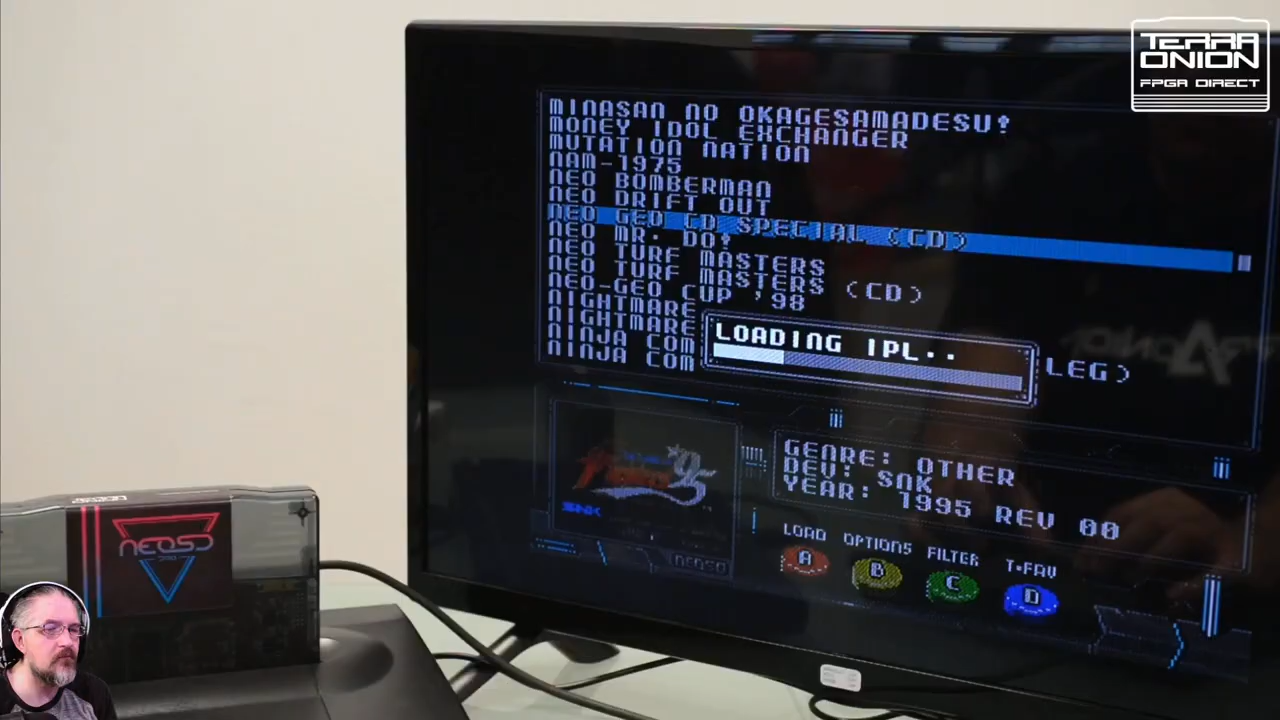 TERRA
ONION
FPGA DIRECT
MINASAN NO OKAGESAMADESU!
MONEY IDOL EXCHANGER
MUTATION NATION
NAM-1975
NEO BOMBERMAN
NEO DRIFT OUT
NEO GEO CD SPECIAL (CD)
NEO MR. DO!
NEO TURF MASTERS
NEO TURF MASTERS (CD)
NEO-GEO CUP '98
NIGHTMARE
NIGHTMARE
NINJA COM
NINJA COM
LEG)
LOADING IPL..
SNK
NEOSD
GENRE: OTHER
DEV: SNK
YEAR: 1995 REV 00
LOAD OPTIONS FILTER T.FAV
A B C D
NEOSD
PRO